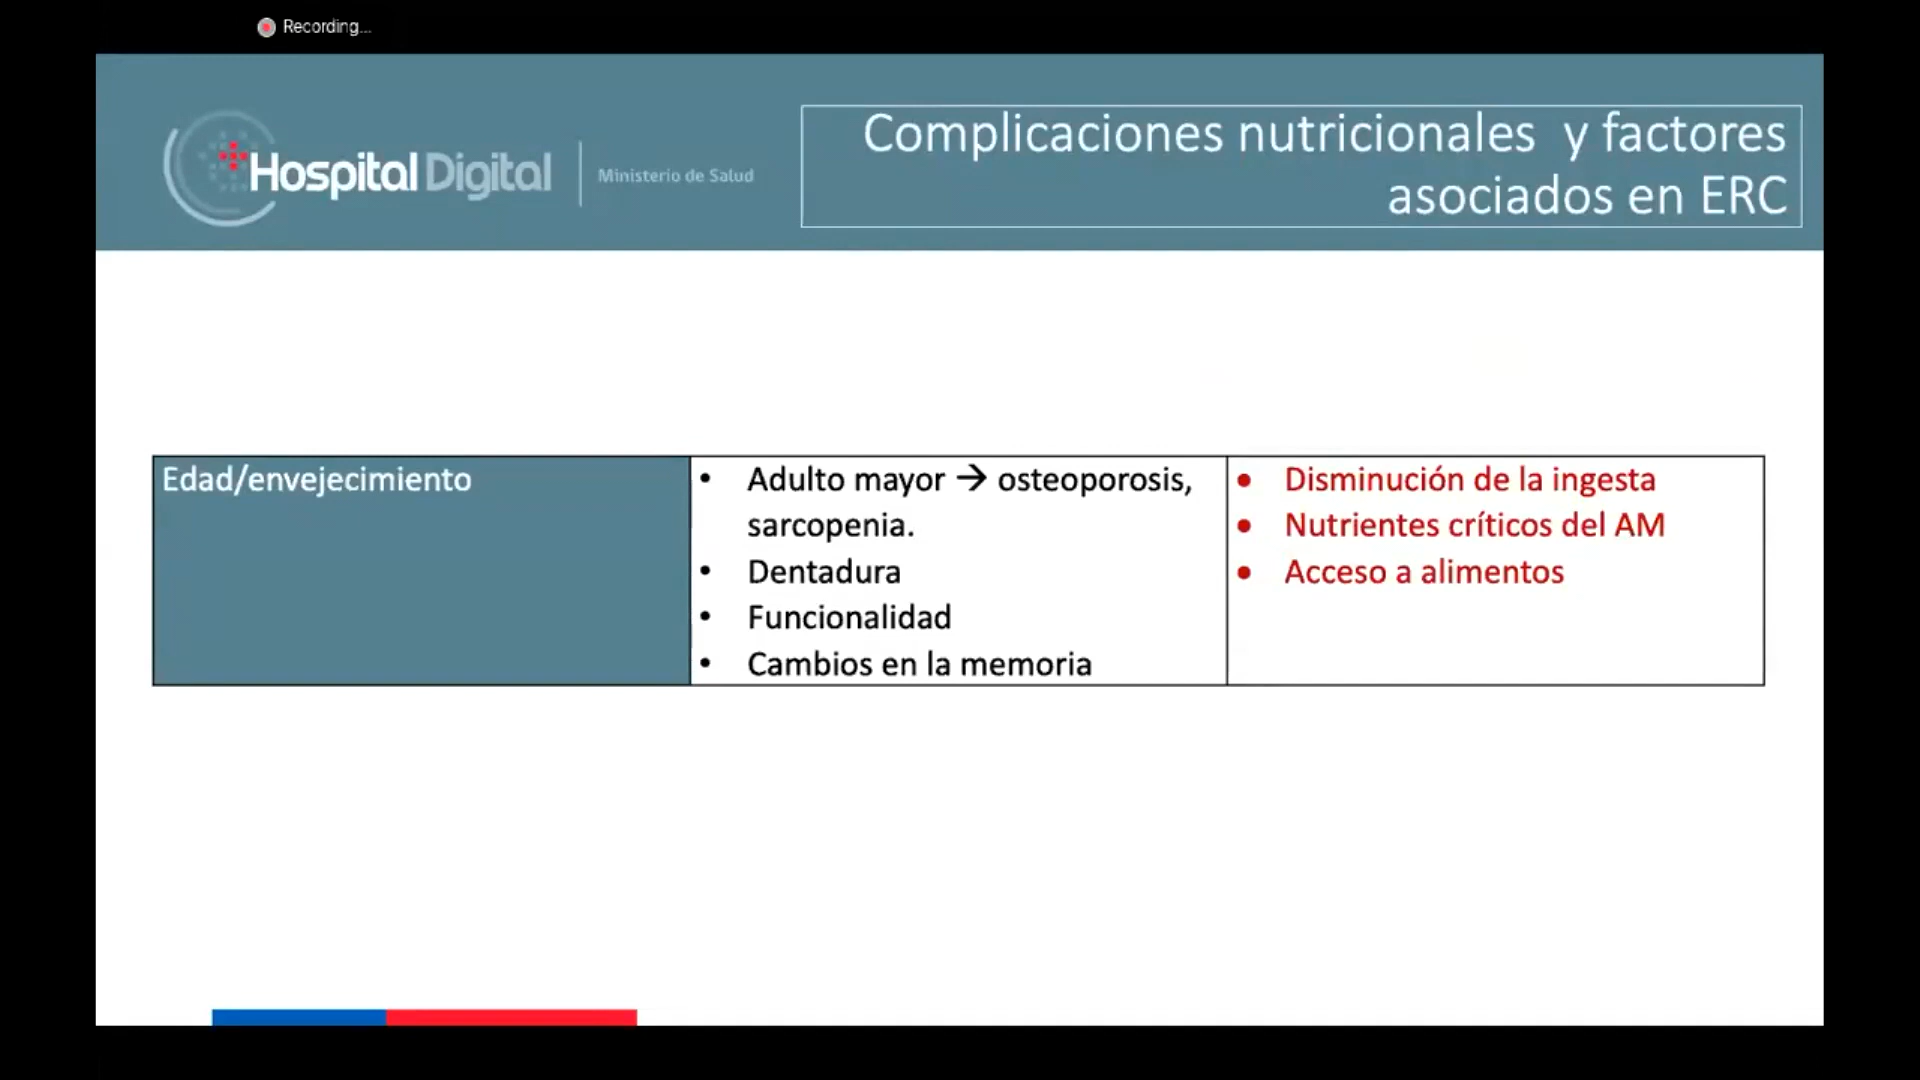 Recording...
Hospital Digital
Ministerio de Salud
Complicaciones nutricionales y factores
asociados en ERC
Edad/envejecimiento
• Adulto mayor → osteoporosis,
sarcopenia.
• Dentadura
• Funcionalidad
• Cambios en la memoria
• Disminución de la ingesta
• Nutrientes críticos del AM
• Acceso a alimentos